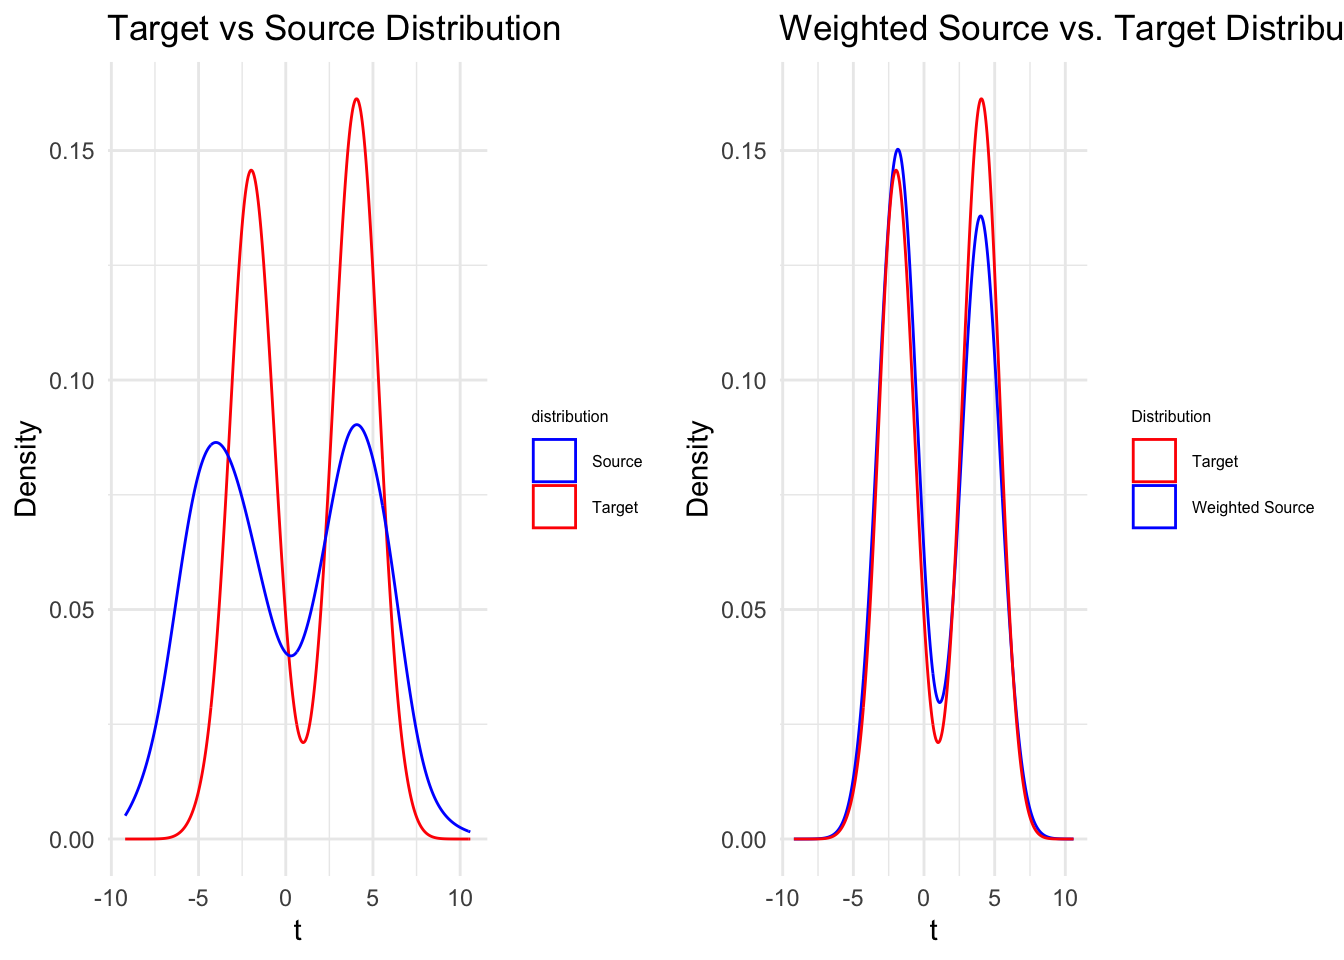 Target vs Source Distribution
Density
0.15
0.10
0.05
0.00
-10 -5 0 5 10
t
distribution
Source
Target
Weighted Source vs. Target Distribu
Density
0.15
0.10
0.05
0.00
-10 -5 0 5 10
t
Distribution
Target
Weighted Source